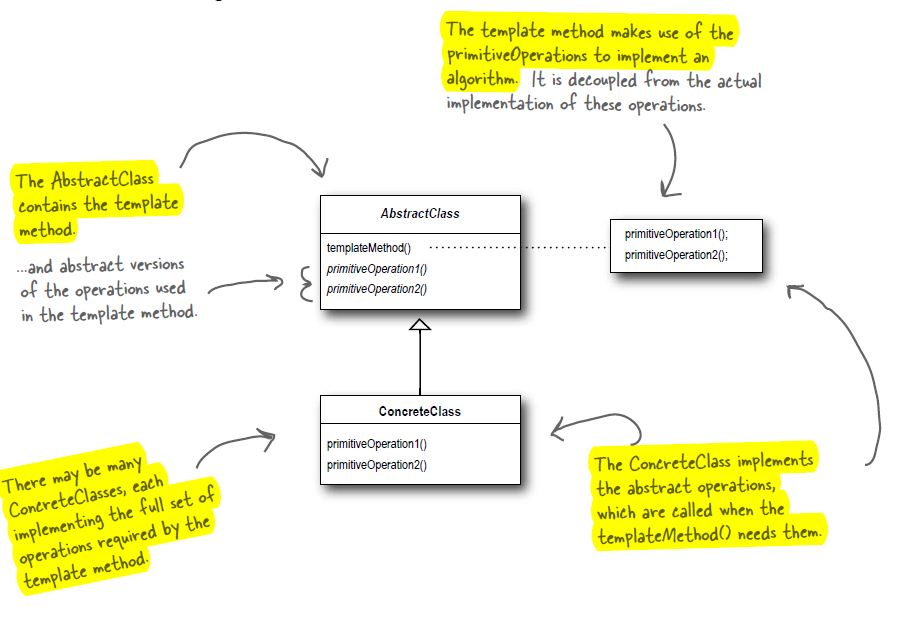 The template method makes use of the
primitiveOperations to implement an
algorithm. It is decoupled from the actual
implementation of these operations.
The AbstractClass
contains the template
method.
...and abstract versions
of the operations used
in the template method.
AbstractClass
templateMethod()
primitiveOperation1()
primitiveOperation2()
primitiveOperation1();
primitiveOperation2();
ConcreteClass
primitiveOperation1()
primitiveOperation2()
There may be many
ConcreteClasses, each
implementing the full set of
operations required by the
template method.
The ConcreteClass implements
the abstract operations,
which are called when the
templateMethod() needs them.